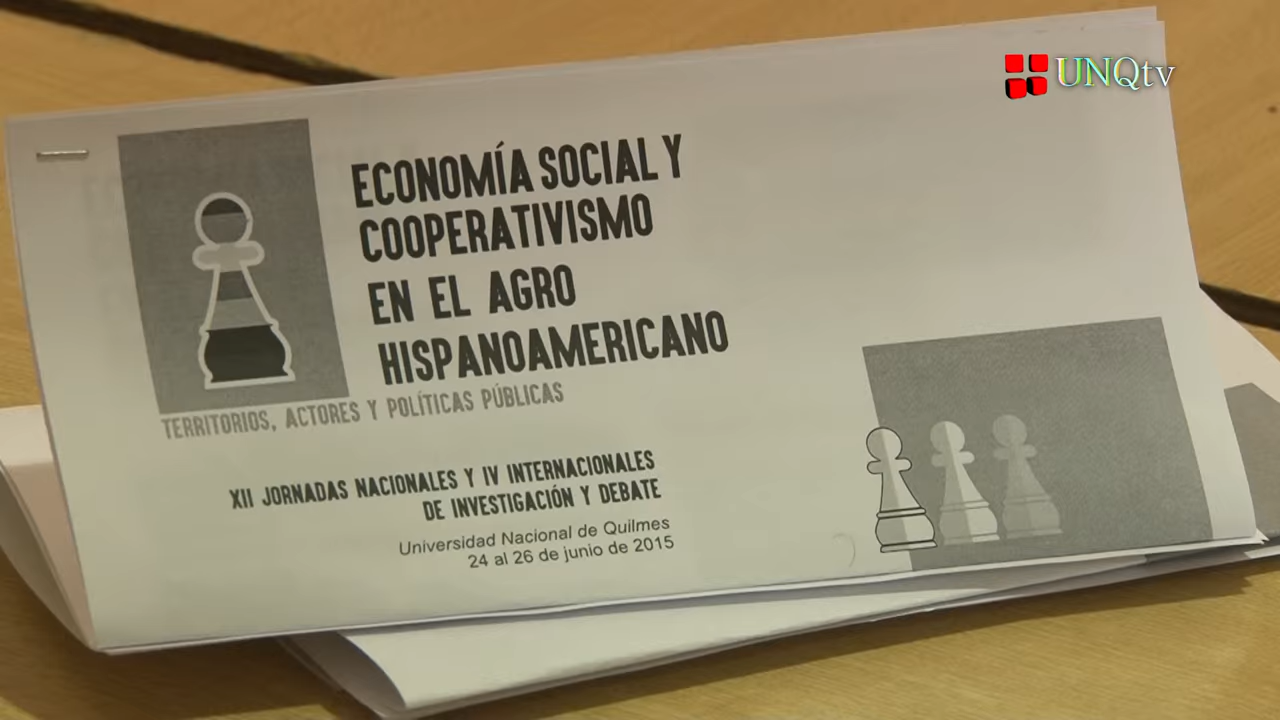 UNQtv
ECONOMÍA SOCIAL Y
COOPERATIVISMO
EN EL AGRO
HISPANOAMERICANO
TERRITORIOS, ACTORES Y POLÍTICAS PÚBLICAS
XII JORNADAS NACIONALES Y IV INTERNACIONALES
DE INVESTIGACIÓN Y DEBATE
Universidad Nacional de Quilmes
24 al 26 de junio de 2015